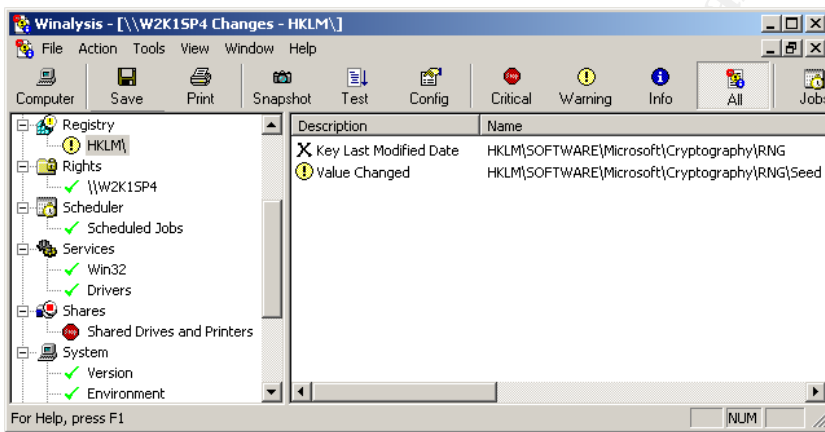 Winalysis - [\\W2K1SP4 Changes - HKLM\]
File Action Tools View Window Help
Computer Save Print Snapshot Test Config Critical Warning Info All Jobs
Registry
HKLM\
Rights
\\W2K1SP4
Scheduler
Scheduled Jobs
Services
Win32
Drivers
Shares
Stop
Shared Drives and Printers
System
Version
Environment
Description Name
Key Last Modified Date HKLM\SOFTWARE\Microsoft\Cryptography\RNG
Value Changed HKLM\SOFTWARE\Microsoft\Cryptography\RNG\Seed
For Help, press F1 NUM